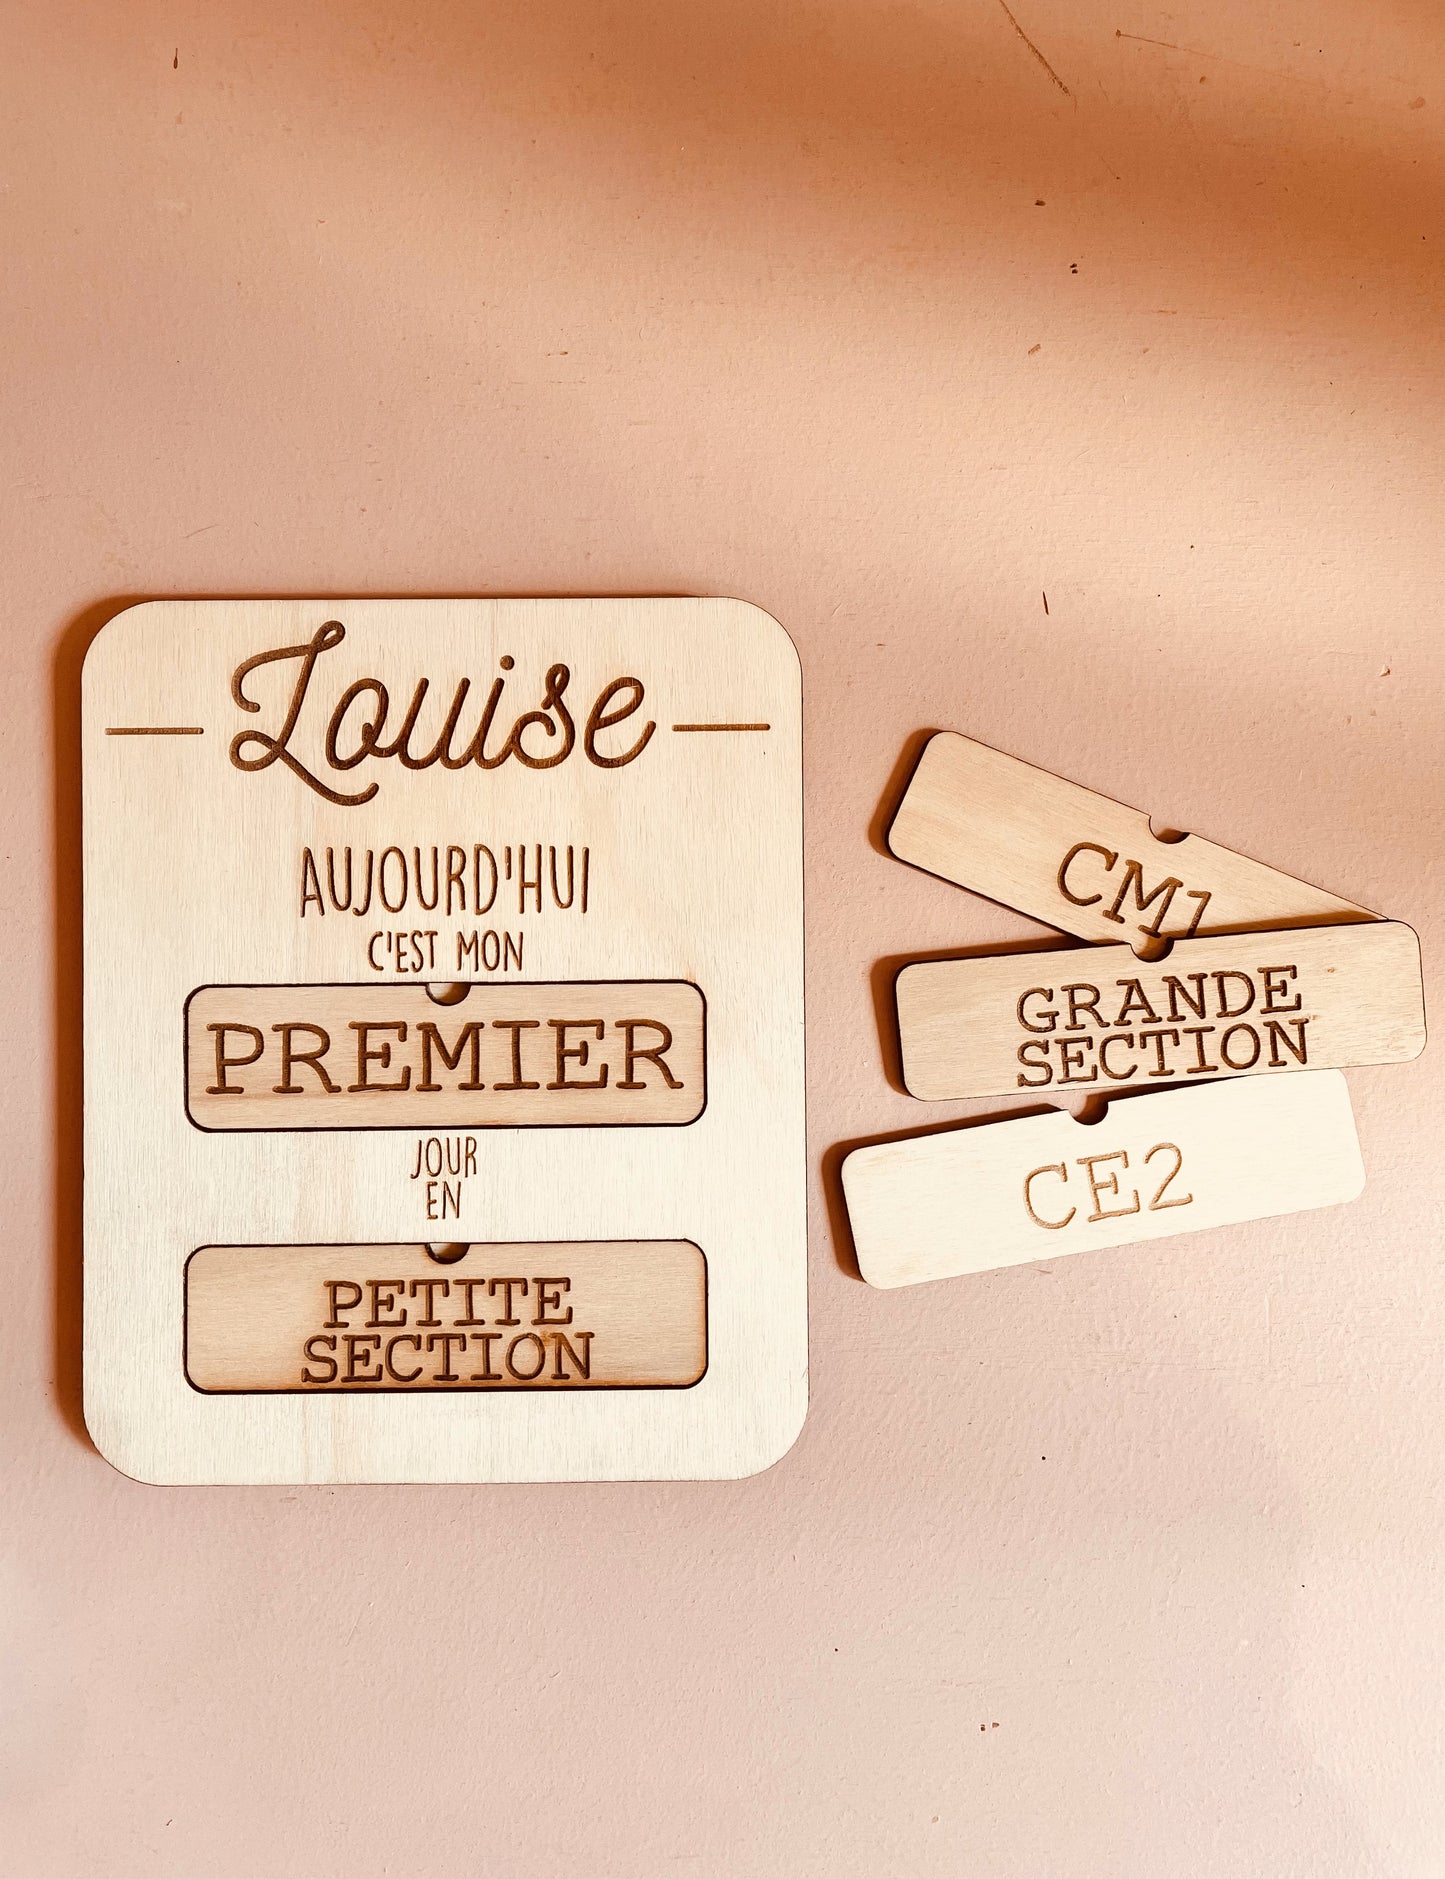 Louise
AUJOURD'HUI
C'EST MON
PREMIER
JOUR
EN
PETITE
SECTION
CM1
GRANDE
SECTION
CE2